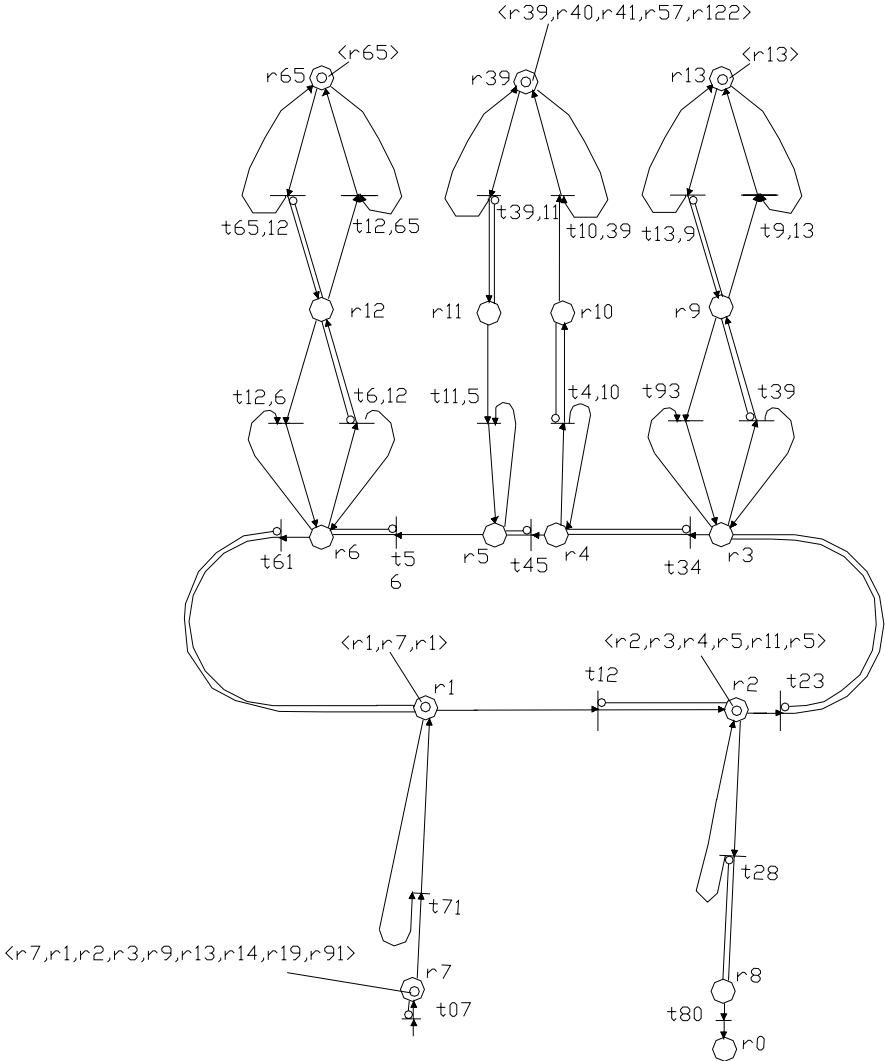 <r39,r40,r41,r57,r122>
<r65>
<r13>
r65
r39
r13
t65,12
t12,65
t39,11
t10,39
t13,9
t9,13
r12
r11
r10
r9
t12,6
t6,12
t11,5
t4,10
t93
t39
t61
r6
t5
6
r5
t45
r4
t34
r3
<r1,r7,r1>
<r2,r3,r4,r5,r11,r5>
r1
t12
r2
t23
t28
t71
<r7,r1,r2,r3,r9,r13,r14,r19,r91>
r7
r8
t07
t80
r0